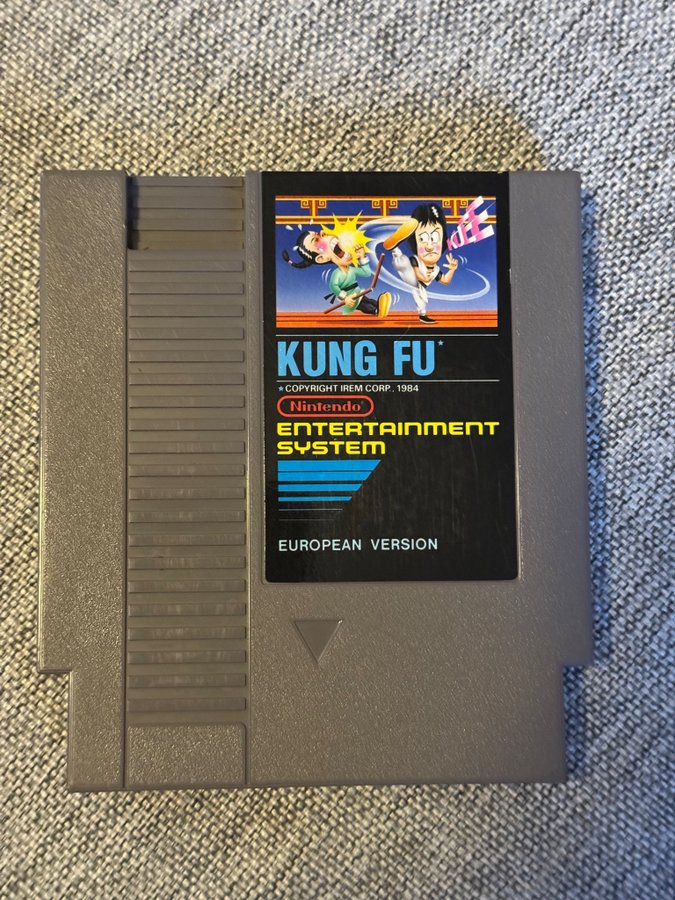 KUNG FU*
*COPYRIGHT IREM CORP. 1984
Nintendo®
ENTERTAINMENT
SYSTEM
EUROPEAN VERSION